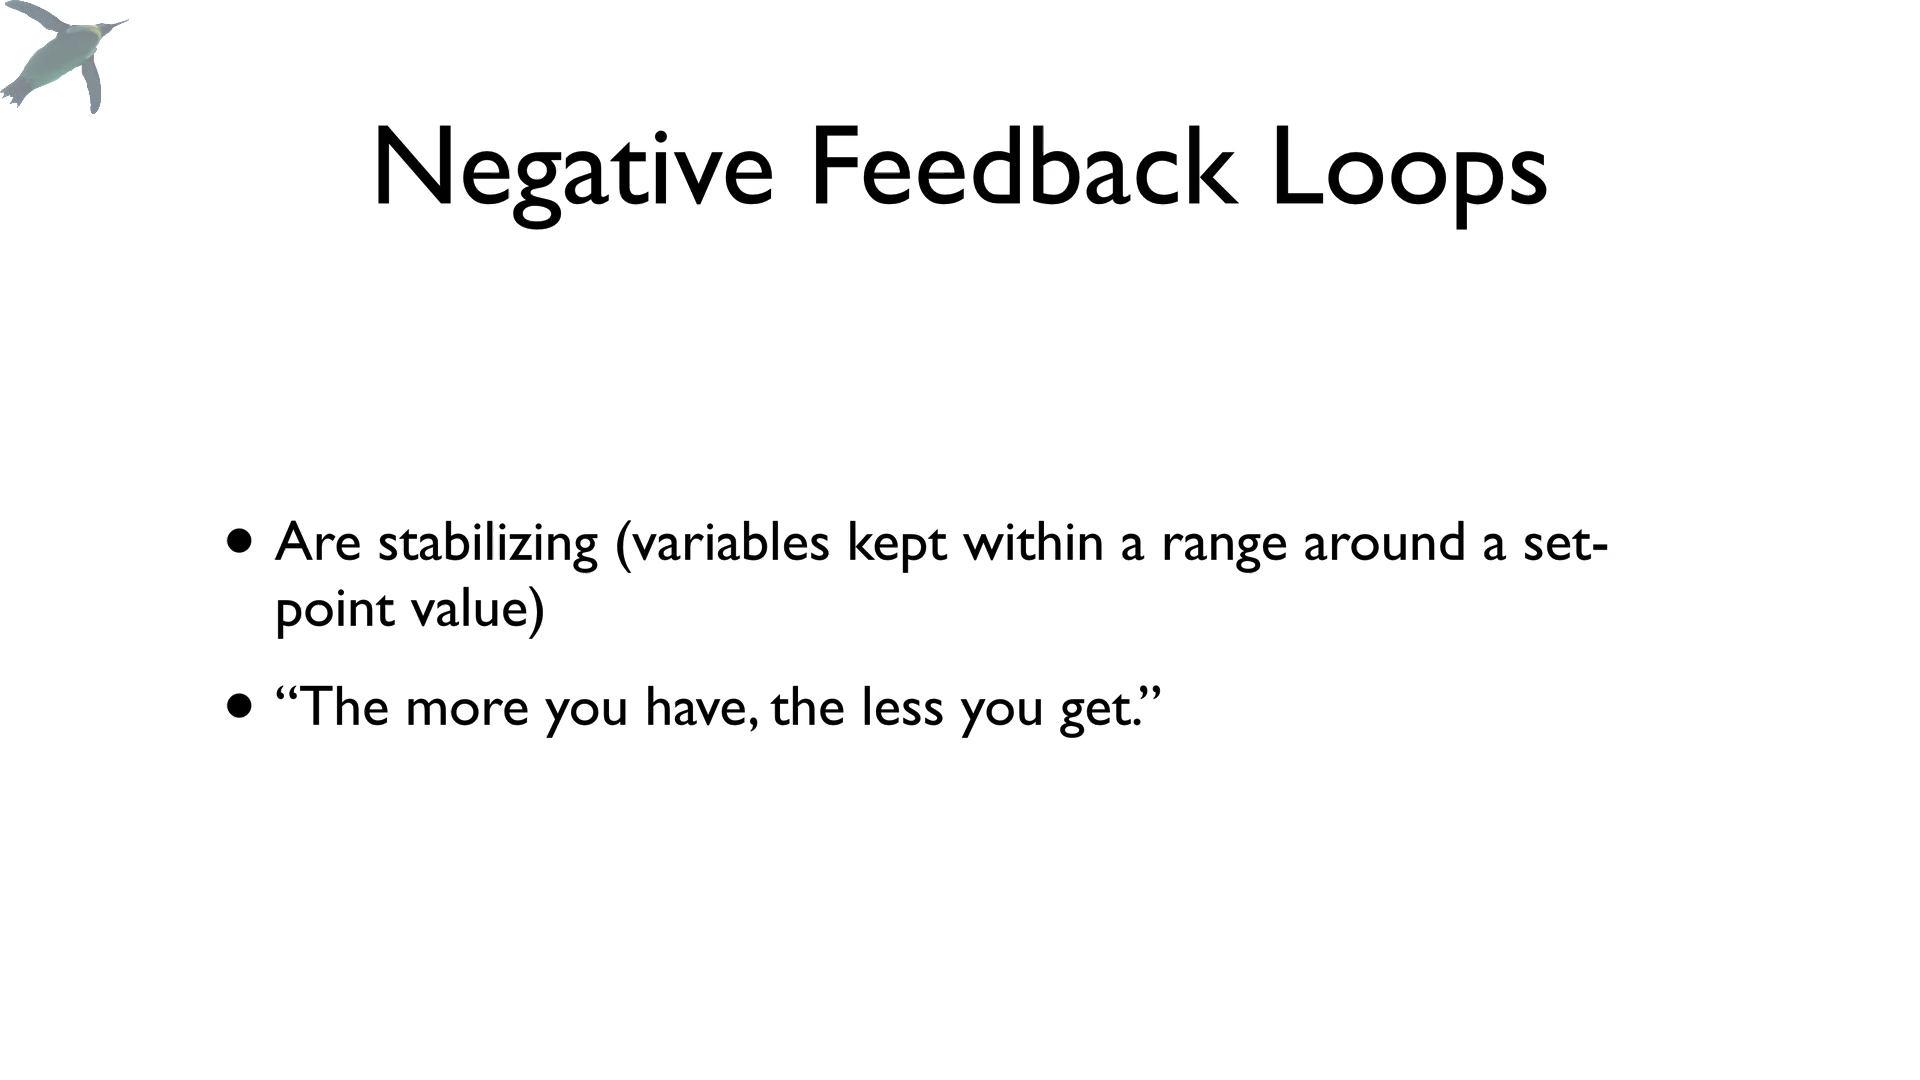 Negative Feedback Loops
• Are stabilizing (variables kept within a range around a set-
point value)
• “The more you have, the less you get.”